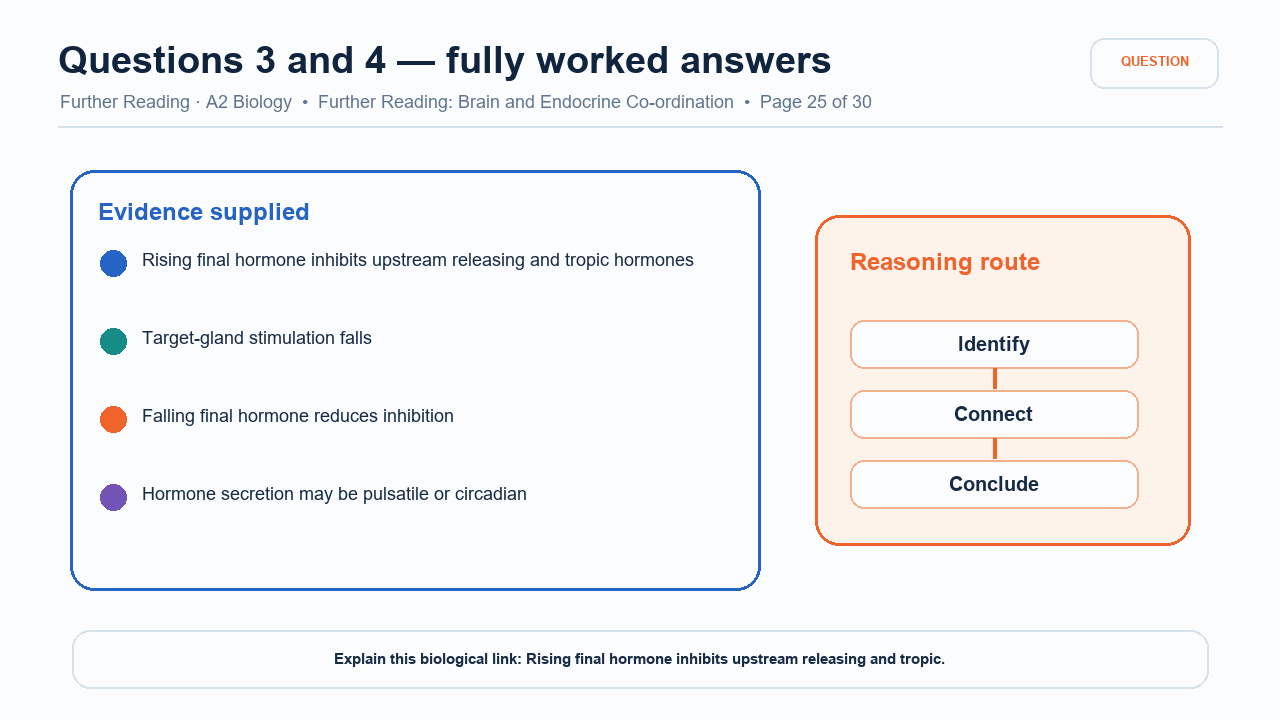 Questions 3 and 4 — fully worked answers
QUESTION
Further Reading · A2 Biology • Further Reading: Brain and Endocrine Co-ordination • Page 25 of 30
Evidence supplied
Rising final hormone inhibits upstream releasing and tropic hormones
Target-gland stimulation falls
Falling final hormone reduces inhibition
Hormone secretion may be pulsatile or circadian
Reasoning route
Identify
Connect
Conclude
Explain this biological link: Rising final hormone inhibits upstream releasing and tropic.